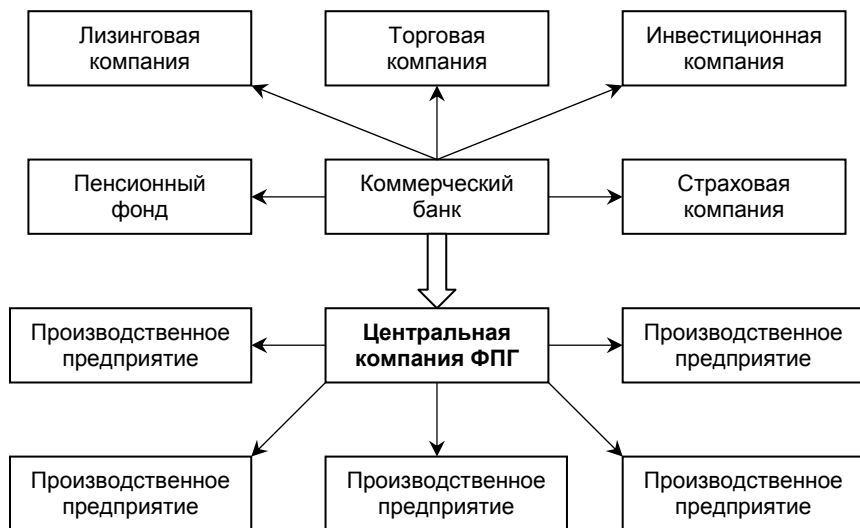 Лизинговая
компания
Торговая
компания
Инвестиционная
компания
Пенсионный
фонд
Коммерческий
банк
Страховая
компания
Производственное
предприятие
Центральная
компания ФПГ
Производственное
предприятие
Производственное
предприятие
Производственное
предприятие
Производственное
предприятие